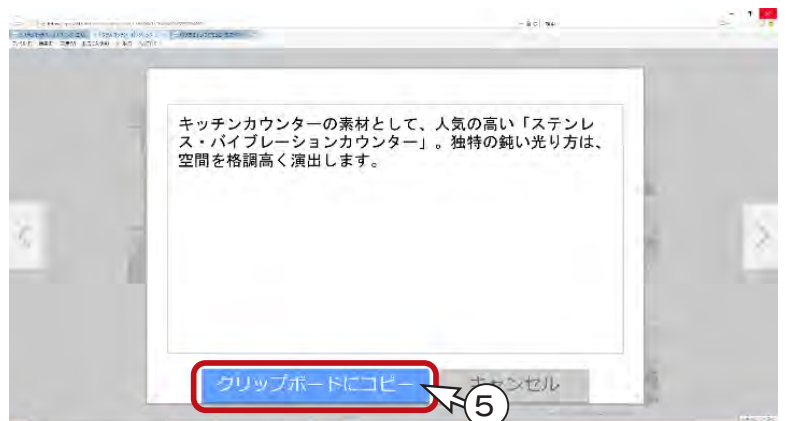 キッチンカウンターの素材として、人気の高い「ステンレ
ス・バイブレーションカウンター」。独特の鈍い光り方は、
空間を格調高く演出します。
クリップボードにコピー
キャンセル
5